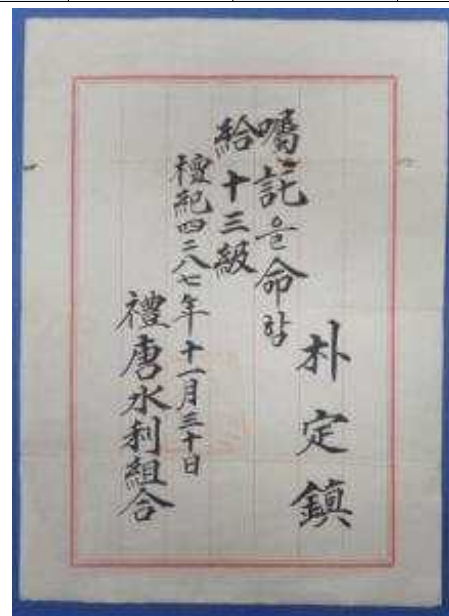 朴定鎮
囑託을命함
給十三級
檀紀四二八七年十一月三十日
禮唐水利組合